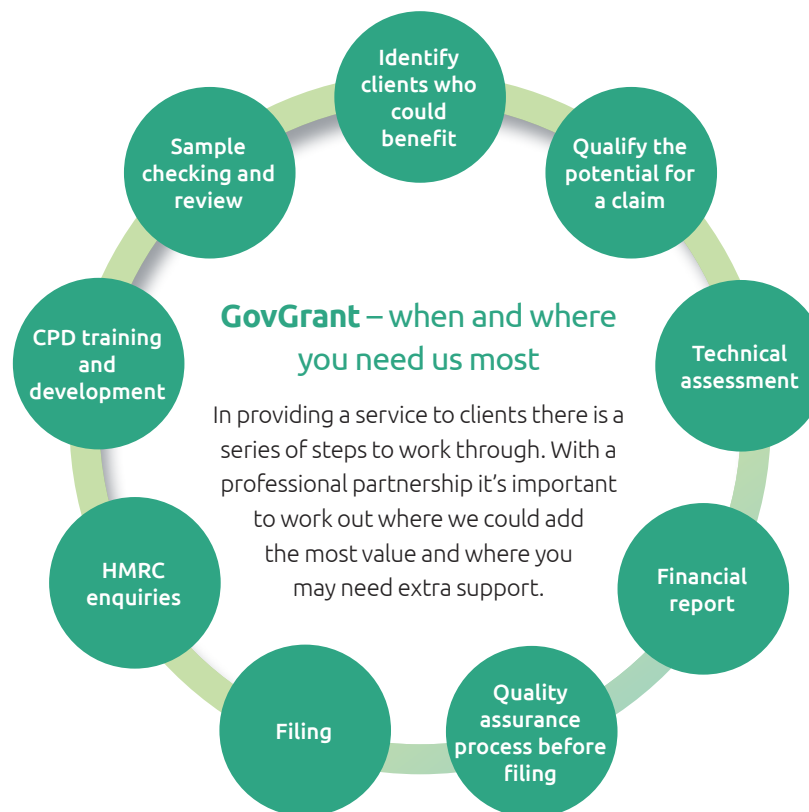 Identify
clients who
could
benefit
Qualify the
potential for
a claim
Technical
assessment
Financial
report
Quality
assurance
process before
filing
Filing
HMRC
enquiries
CPD training
and
development
Sample
checking and
review
GovGrant – when and where
you need us most
In providing a service to clients there is a
series of steps to work through. With a
professional partnership it’s important
to work out where we could add
the most value and where you
may need extra support.